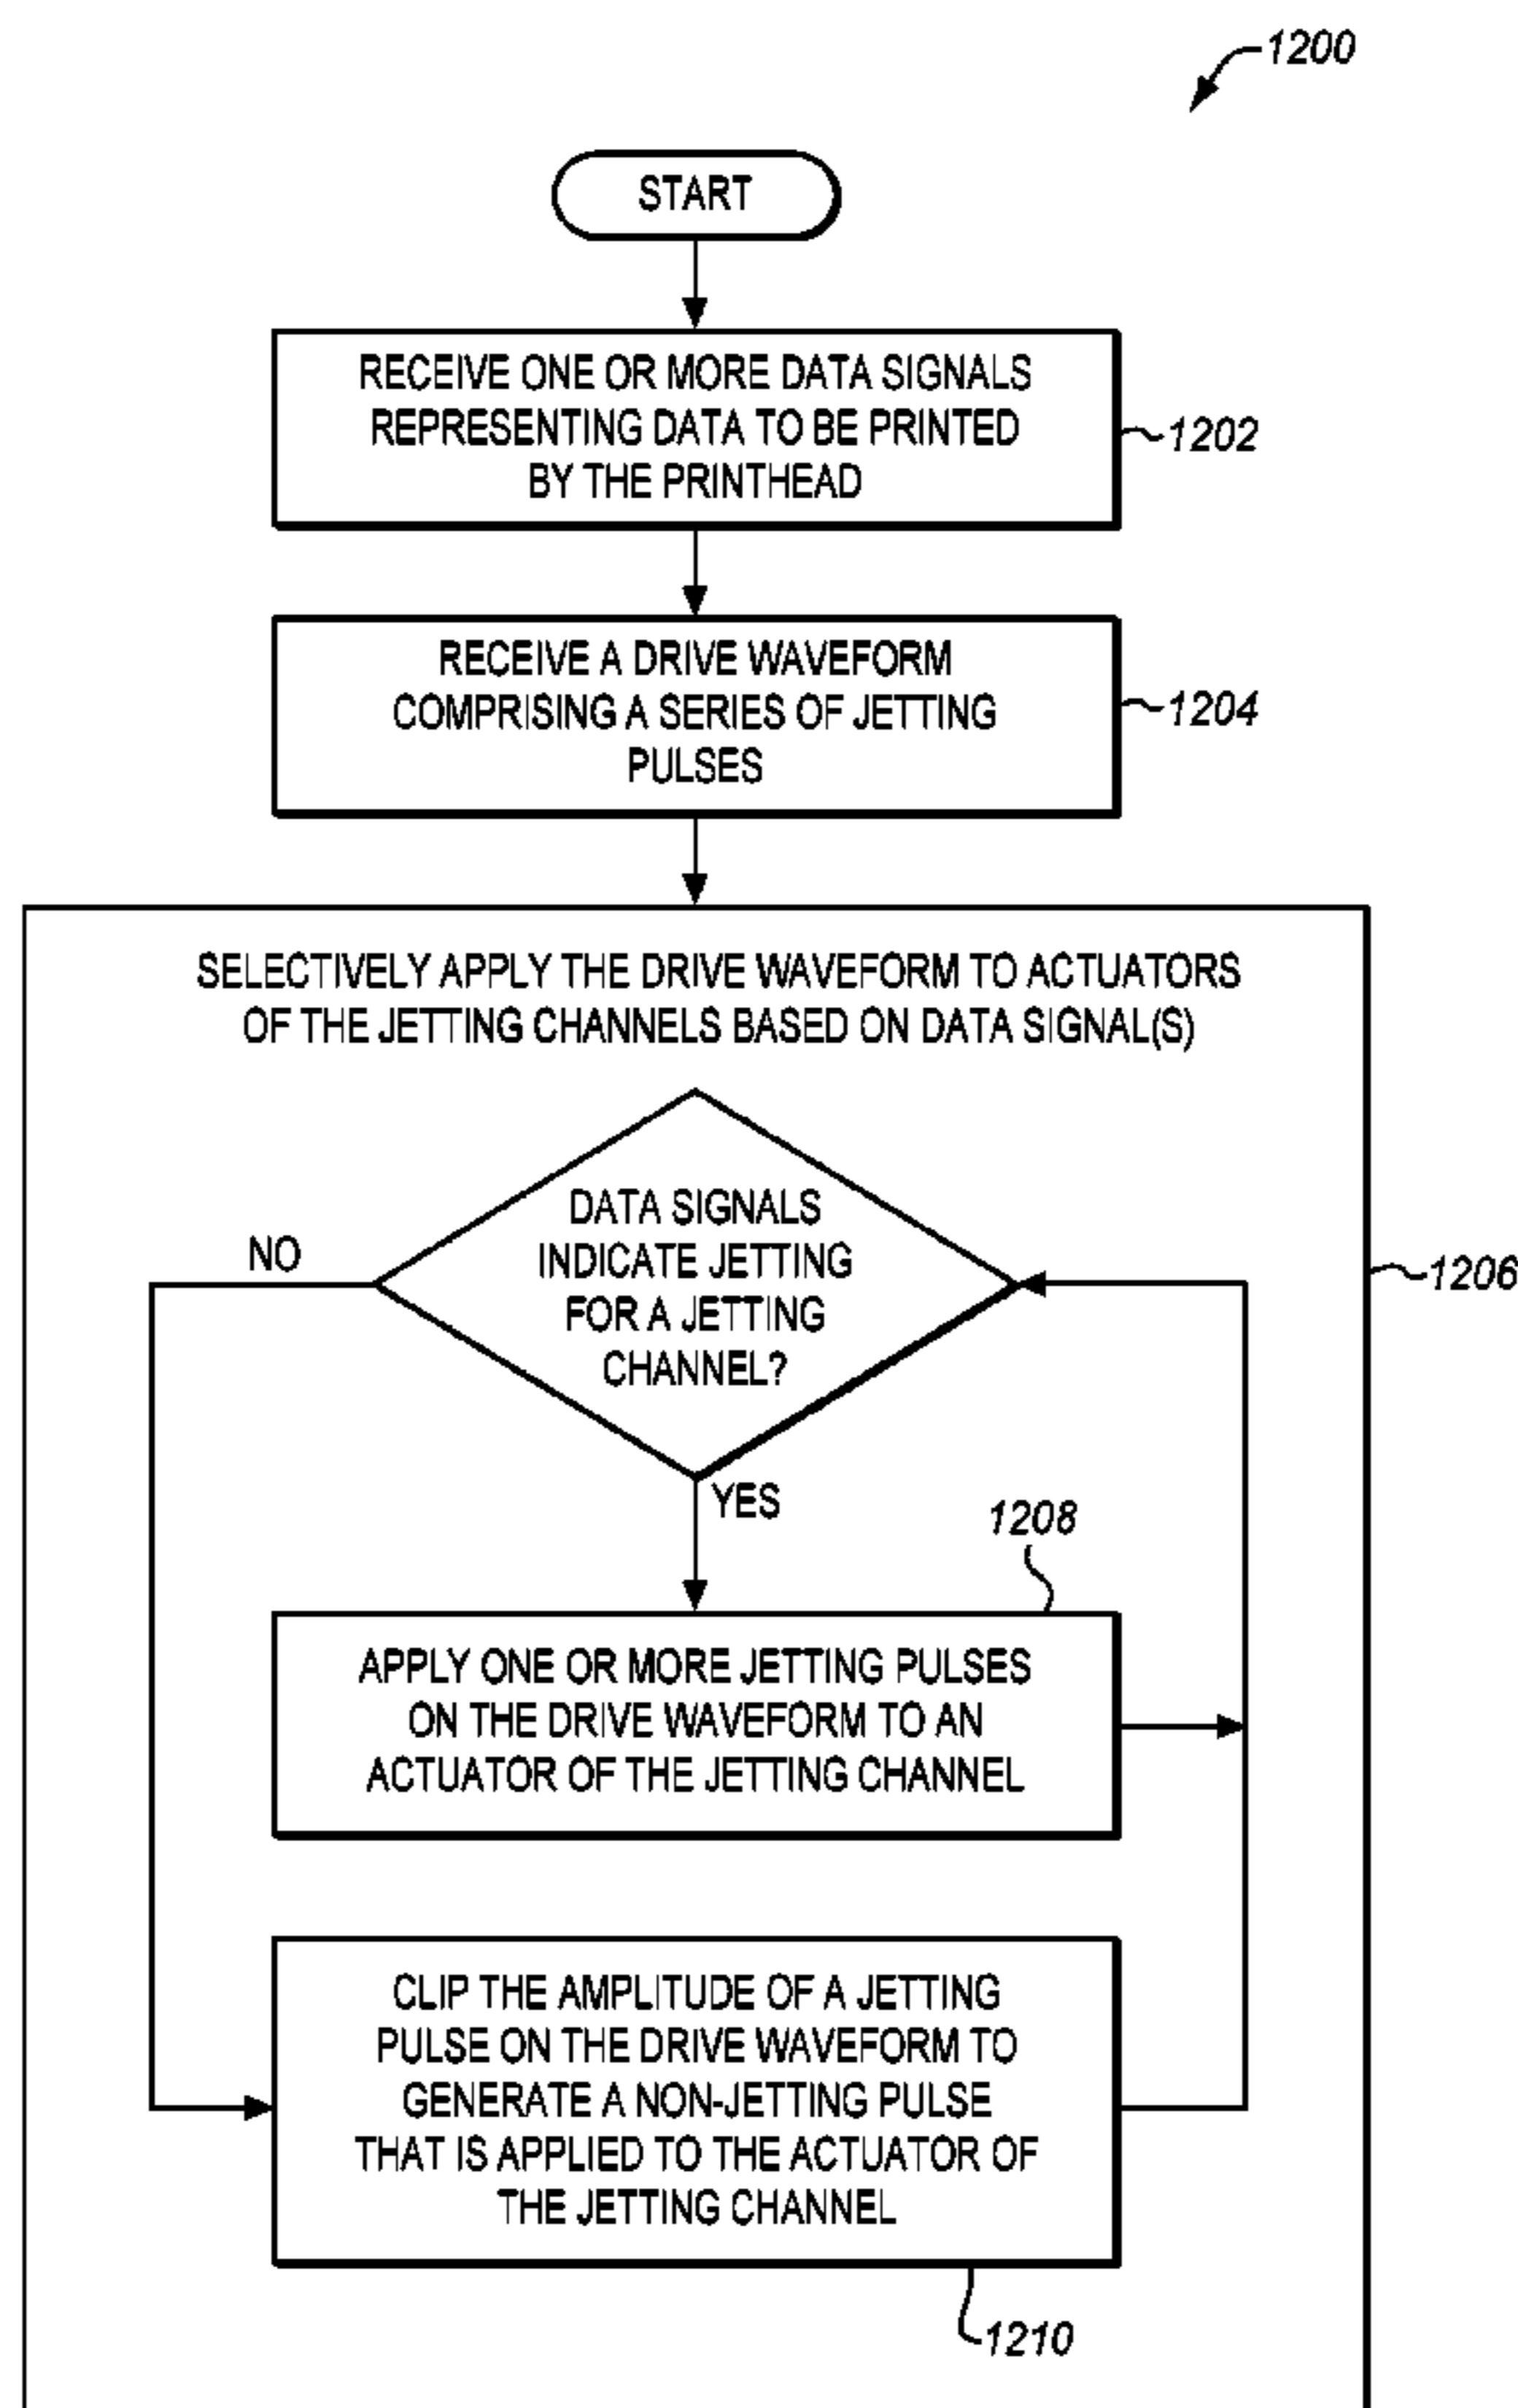 1200
START
RECEIVE ONE OR MORE DATA SIGNALS
REPRESENTING DATA TO BE PRINTED
BY THE PRINTHEAD
1202
RECEIVE A DRIVE WAVEFORM
COMPRISING A SERIES OF JETTING
PULSES
1204
SELECTIVELY APPLY THE DRIVE WAVEFORM TO ACTUATORS
OF THE JETTING CHANNELS BASED ON DATA SIGNAL(S)
1206
DATA SIGNALS
INDICATE JETTING
FOR A JETTING
CHANNEL?
NO
YES
1208
APPLY ONE OR MORE JETTING PULSES
ON THE DRIVE WAVEFORM TO AN
ACTUATOR OF THE JETTING CHANNEL
CLIP THE AMPLITUDE OF A JETTING
PULSE ON THE DRIVE WAVEFORM TO
GENERATE A NON-JETTING PULSE
THAT IS APPLIED TO THE ACTUATOR OF
THE JETTING CHANNEL
1210